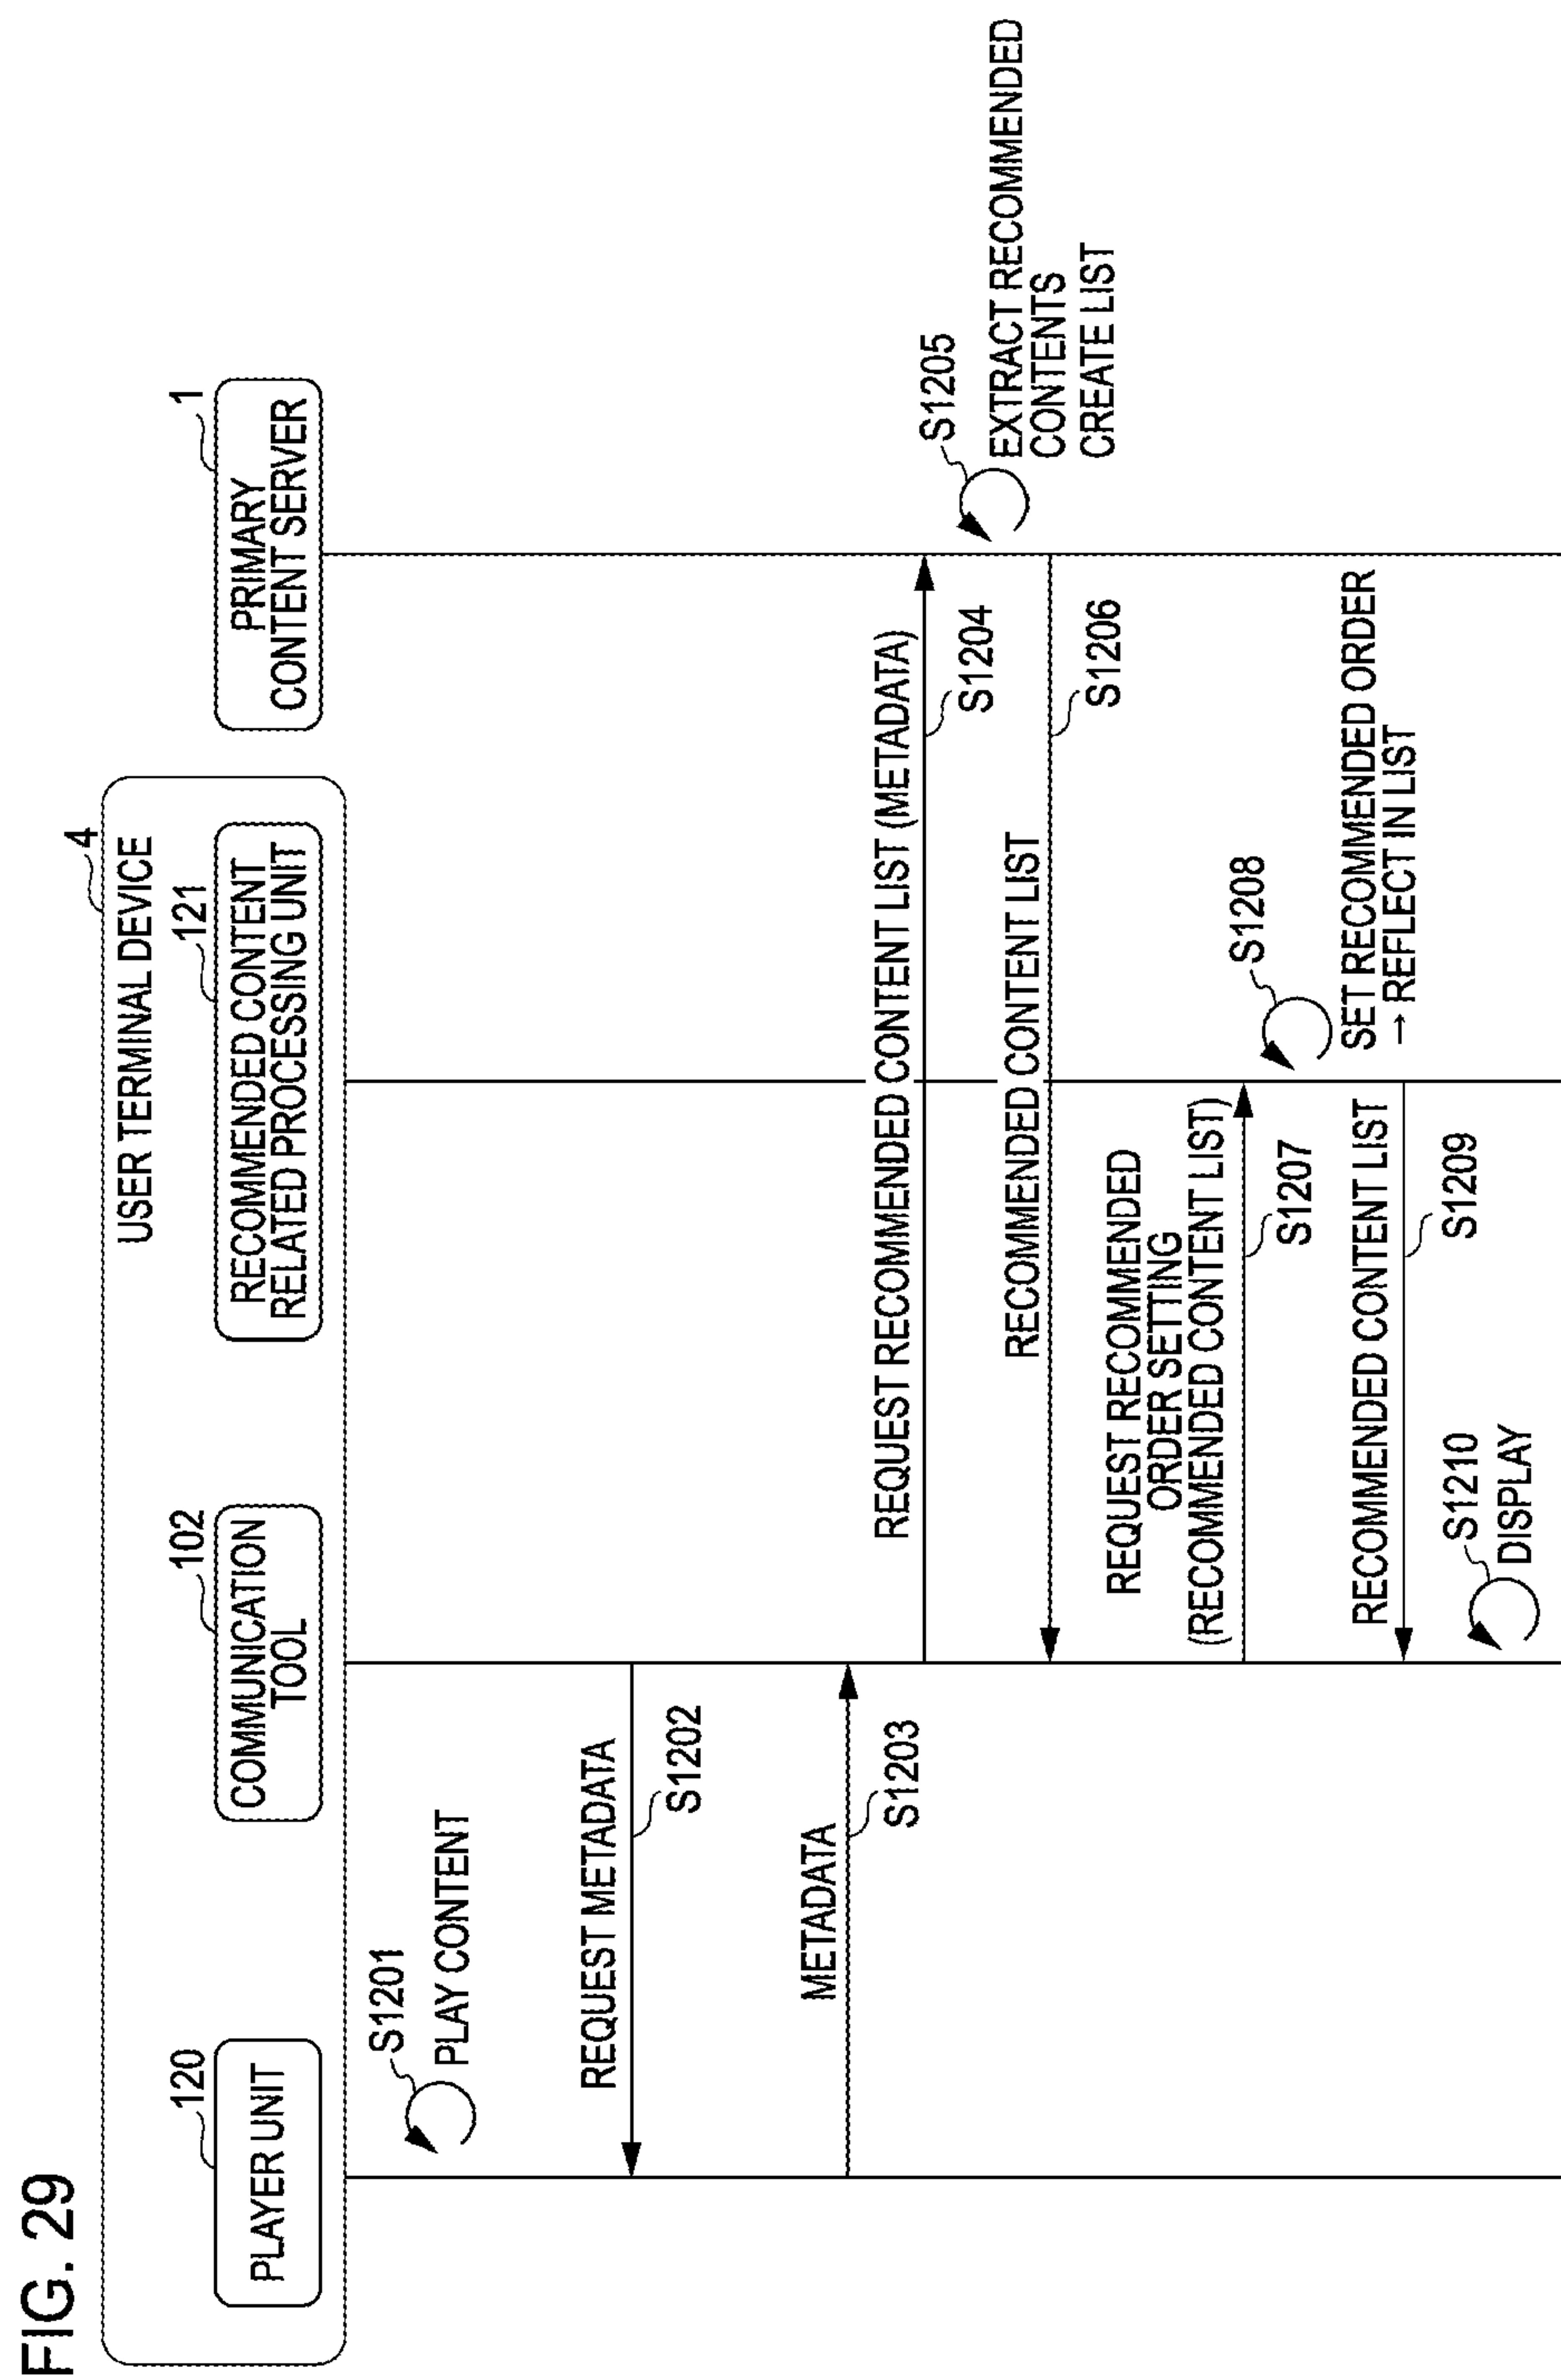 FIG. 29
USER TERMINAL DEVICE
4
120
PLAYER UNIT
102
COMMUNICATION
TOOL
121
RECOMMENDED CONTENT
RELATED PROCESSING UNIT
1
PRIMARY
CONTENT SERVER
S1201
PLAY CONTENT
REQUEST METADATA
S1202
METADATA
S1203
REQUEST RECOMMENDED CONTENT LIST (METADATA)
S1204
S1205
EXTRACT RECOMMENDED
CONTENTS
CREATE LIST
RECOMMENDED CONTENT LIST
S1206
REQUEST RECOMMENDED
ORDER SETTING
(RECOMMENDED CONTENT LIST)
S1207
S1208
SET RECOMMENDED ORDER
→ REFLECT IN LIST
RECOMMENDED CONTENT LIST
S1209
S1210
DISPLAY